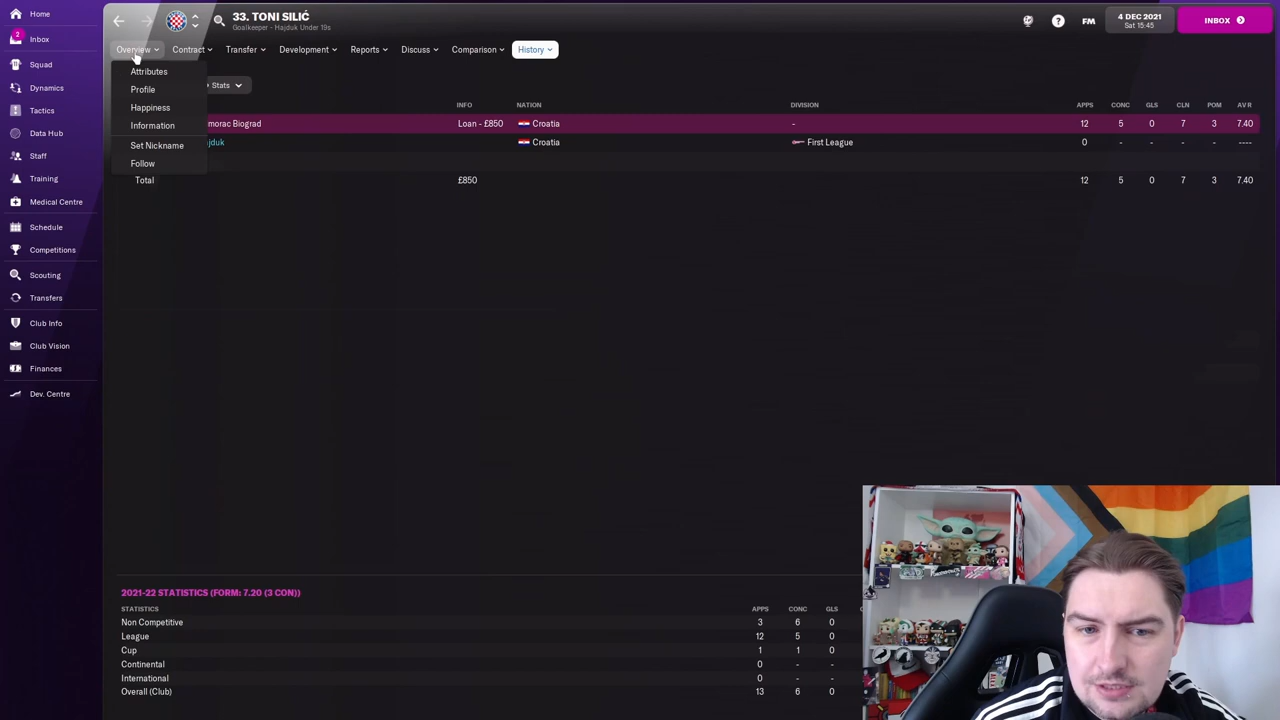 Home
2
Inbox
Squad
Dynamics
Tactics
Data Hub
Staff
Training
Medical Centre
Schedule
Competitions
Scouting
Transfers
Club Info
Club Vision
Finances
Dev. Centre
33. TONI SILIĆ
Goalkeeper - Hajduk Under 19s
? FM 4 DEC 2021 Sat 15:45 INBOX
Overview Contract Transfer Development Reports Discuss Comparison History
Attributes
Profile
Happiness
Information
Set Nickname
Follow
Stats
INFO NATION DIVISION APPS CONC GLS CLN POM AV R
morac Biograd Loan - £850 Croatia - 12 5 0 7 3 7.40
jduk Croatia First League 0 - - - - ----
Total £850 12 5 0 7 3 7.40
2021-22 STATISTICS (FORM: 7.20 (3 CON))
STATISTICS APPS CONC GLS
Non Competitive 3 6 0
League 12 5 0
Cup 1 1 0
Continental 0 - -
International 0 - -
Overall (Club) 13 6 0